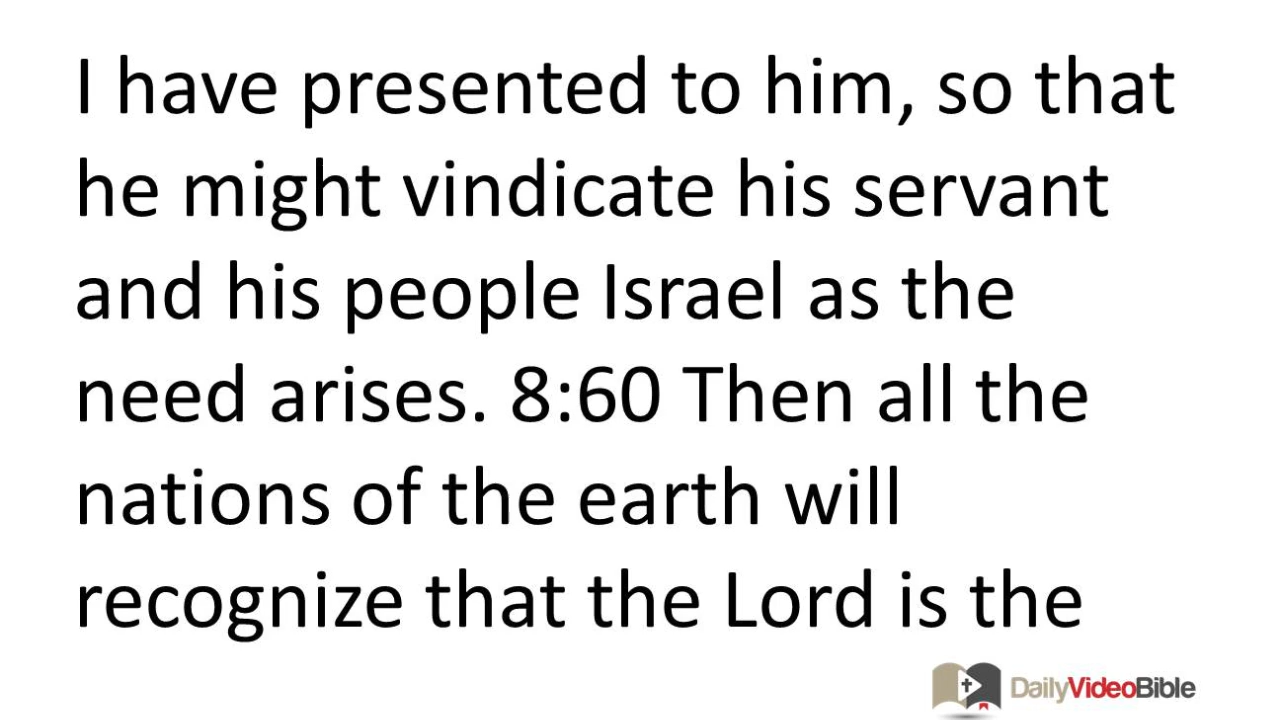 I have presented to him, so that
he might vindicate his servant
and his people Israel as the
need arises. 8:60 Then all the
nations of the earth will
recognize that the Lord is the
DailyVideoBible